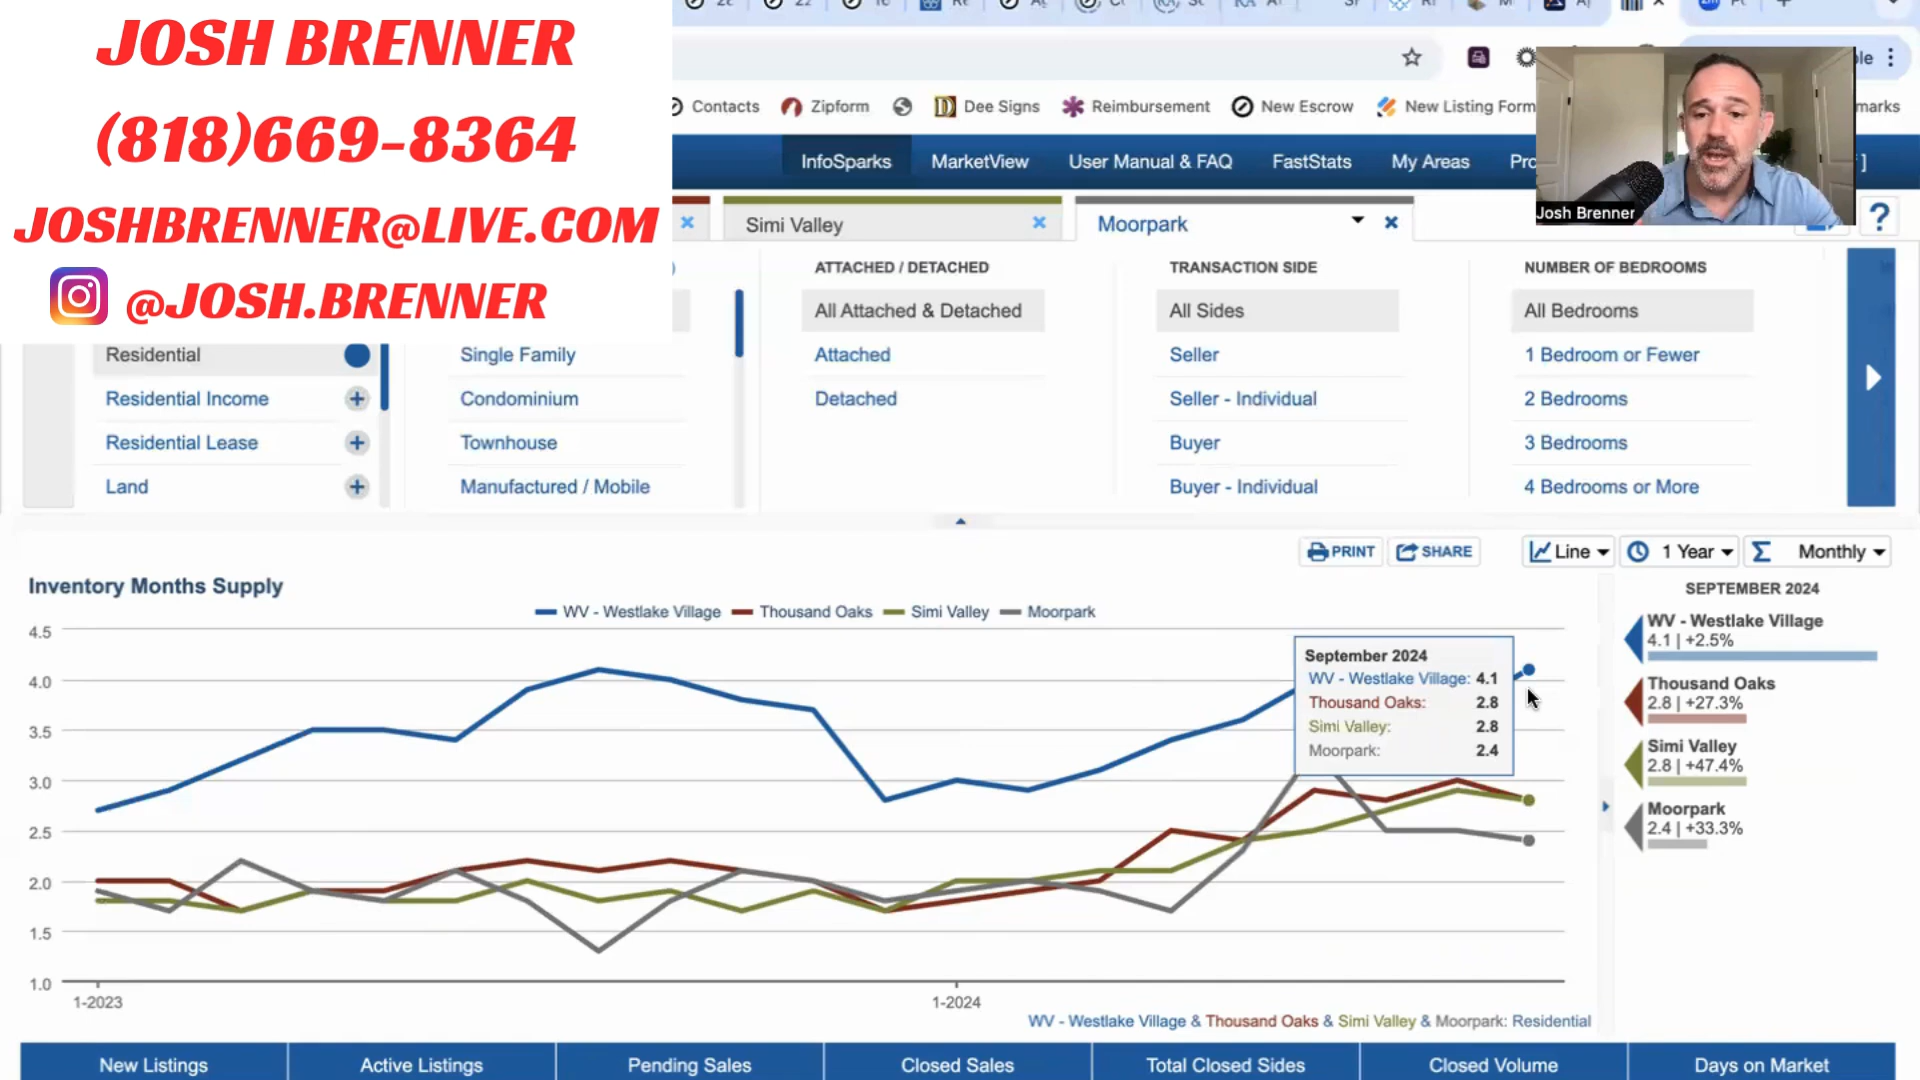 JOSH BRENNER
(818)669-8364
JOSHBRENNER@LIVE.COM
@JOSH.BRENNER
Contacts
Zipform
Dee Signs
Reimbursement
New Escrow
New Listing Form
marks
Josh Brenner
InfoSparks
MarketView
User Manual & FAQ
FastStats
My Areas
Simi Valley
Moorpark
?
ATTACHED / DETACHED
TRANSACTION SIDE
NUMBER OF BEDROOMS
All Attached & Detached
All Sides
All Bedrooms
Residential
Single Family
Attached
Seller
1 Bedroom or Fewer
Residential Income
Condominium
Detached
Seller - Individual
2 Bedrooms
Residential Lease
Townhouse
Buyer
3 Bedrooms
Land
Manufactured / Mobile
Buyer - Individual
4 Bedrooms or More
PRINT
SHARE
Line
1 Year
Monthly
Inventory Months Supply
WV - Westlake Village
Thousand Oaks
Simi Valley
Moorpark
4.5
4.0
3.5
3.0
2.5
2.0
1.5
1.0
1-2023
1-2024
September 2024
WV - Westlake Village: 4.1
Thousand Oaks: 2.8
Simi Valley: 2.8
Moorpark: 2.4
SEPTEMBER 2024
WV - Westlake Village
4.1 | +2.5%
Thousand Oaks
2.8 | +27.3%
Simi Valley
2.8 | +47.4%
Moorpark
2.4 | +33.3%
WV - Westlake Village & Thousand Oaks & Simi Valley & Moorpark: Residential
New Listings
Active Listings
Pending Sales
Closed Sales
Total Closed Sides
Closed Volume
Days on Market